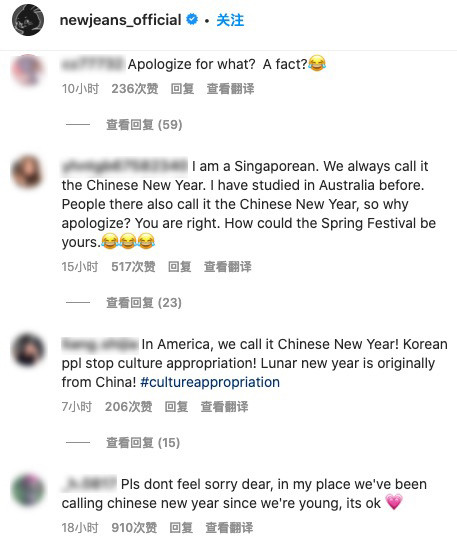 newjeans_official • 关注
Apologize for what? A fact?😂
10小时 236次赞 回复 查看翻译
查看回复 (59)
I am a Singaporean. We always call it
the Chinese New Year. I have studied in Australia before.
People there also call it the Chinese New Year, so why
apologize? You are right. How could the Spring Festival be
yours.😂😂😂
15小时 517次赞 回复 查看翻译
查看回复 (23)
In America, we call it Chinese New Year! Korean
ppl stop culture appropriation! Lunar new year is originally
from China! #cultureappropriation
7小时 206次赞 回复 查看翻译
查看回复 (15)
Pls dont feel sorry dear, in my place we've been
calling chinese new year since we're young, its ok 💗
18小时 910次赞 回复 查看翻译